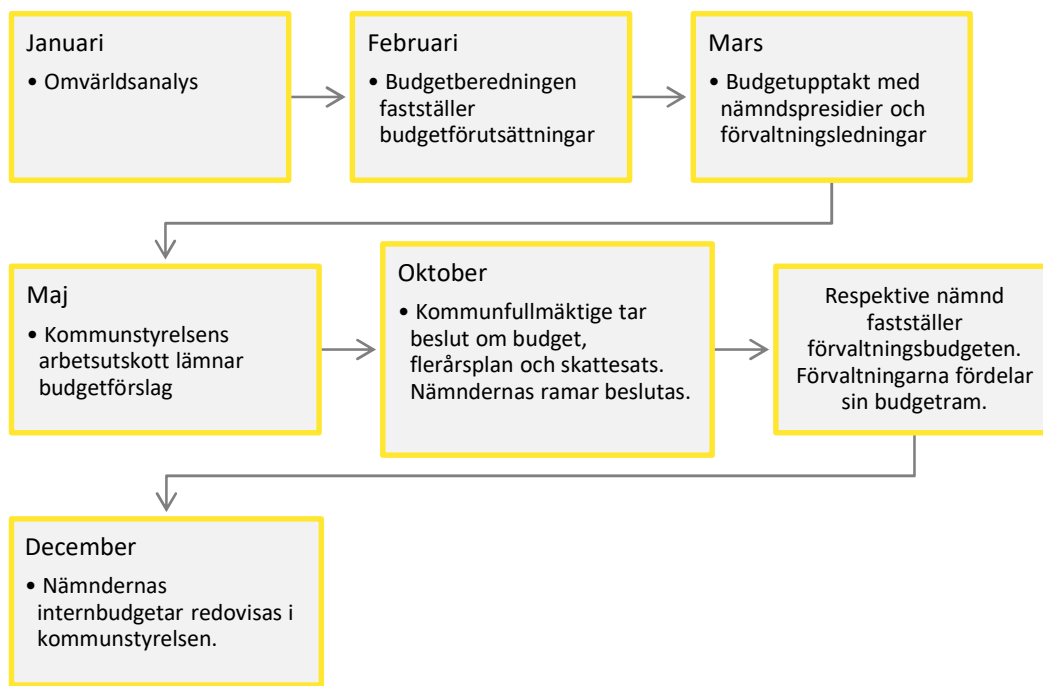 Januari
• Omvärldsanalys
Februari
• Budgetberedningen
fastställer
budgetförutsättningar
Mars
• Budgetupptakt med
nämndspresidier och
förvaltningsledningar
Maj
• Kommunstyrelsens
arbetsutskott lämnar
budgetförslag
Oktober
• Kommunfullmäktige tar
beslut om budget,
flerårsplan och skattesats.
Nämndernas ramar beslutas.
Respektive nämnd
fastställer
förvaltningsbudgeten.
Förvaltningarna fördelar
sin budgetram.
December
• Nämndernas
internbudgetar redovisas i
kommunstyrelsen.